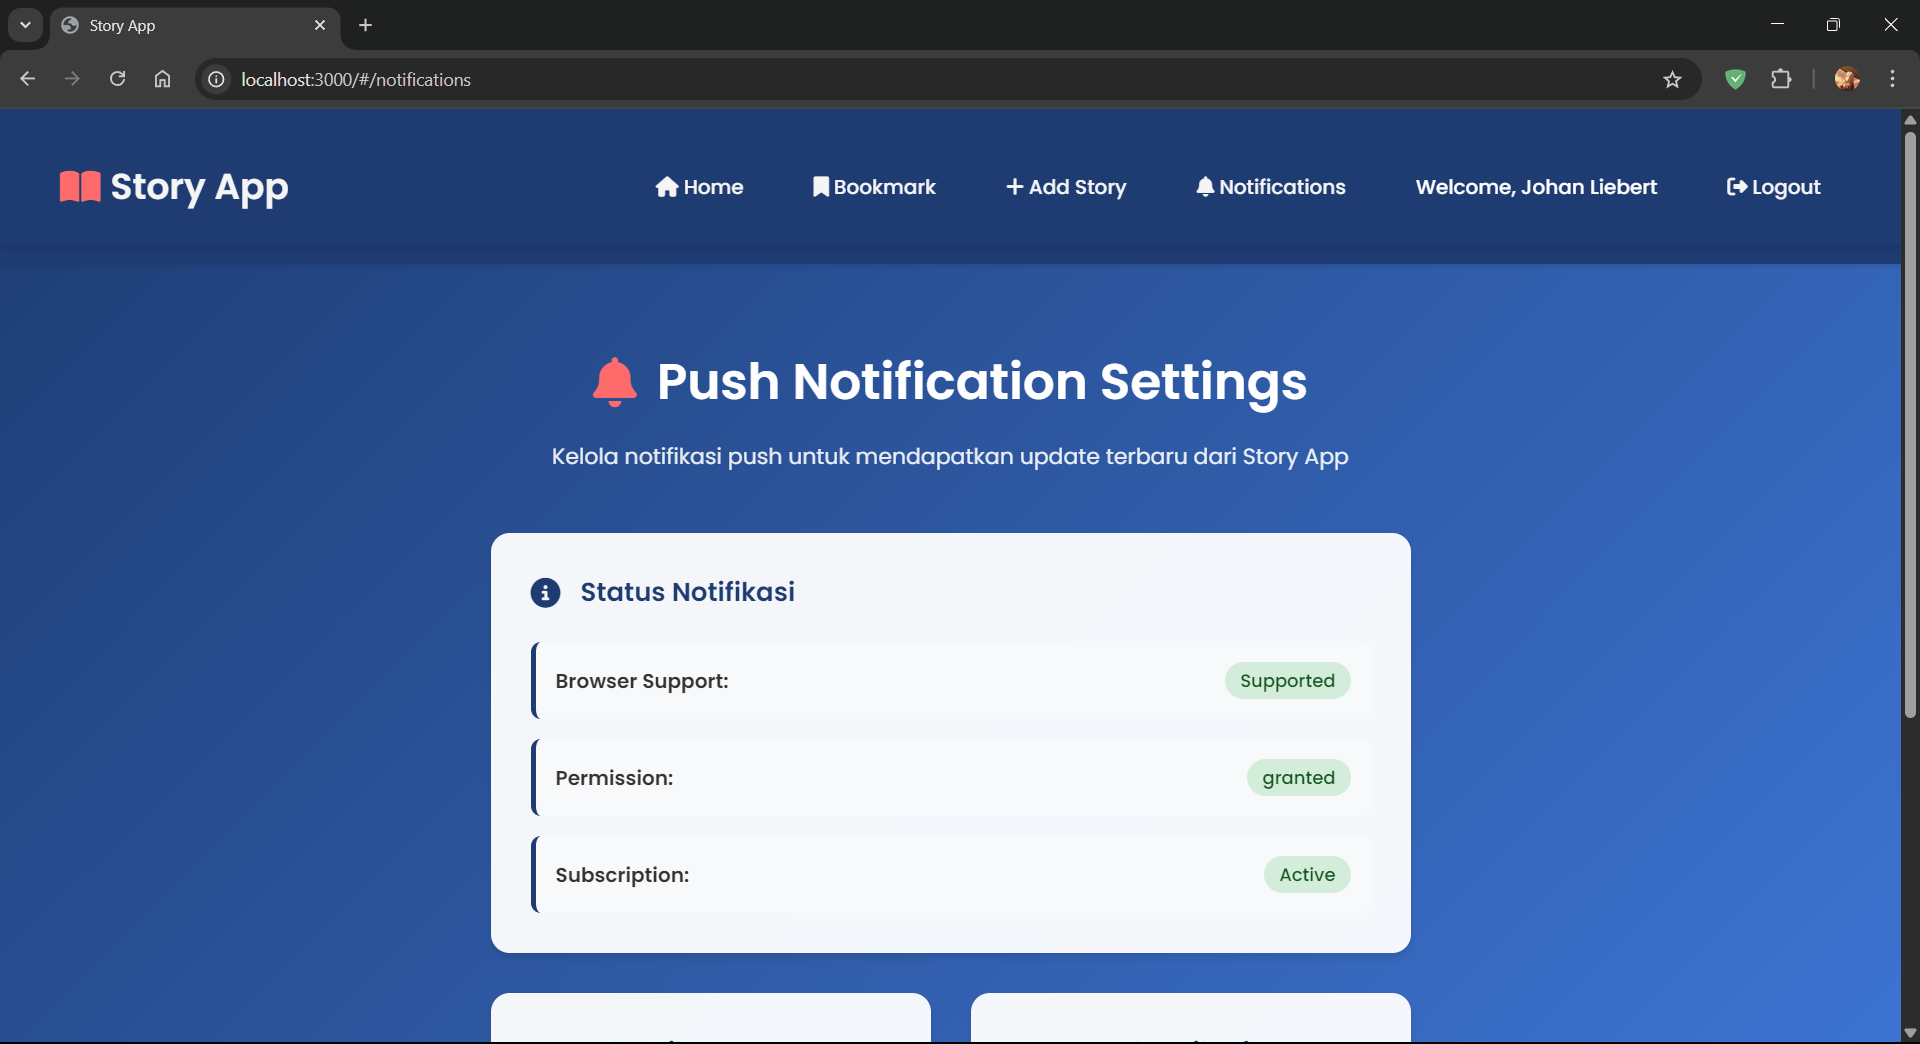 Story App
localhost:3000/#/notifications
Story App
Home
Bookmark
Add Story
Notifications
Welcome, Johan Liebert
Logout
Push Notification Settings
Kelola notifikasi push untuk mendapatkan update terbaru dari Story App
Status Notifikasi
Browser Support:
Supported
Permission:
granted
Subscription:
Active